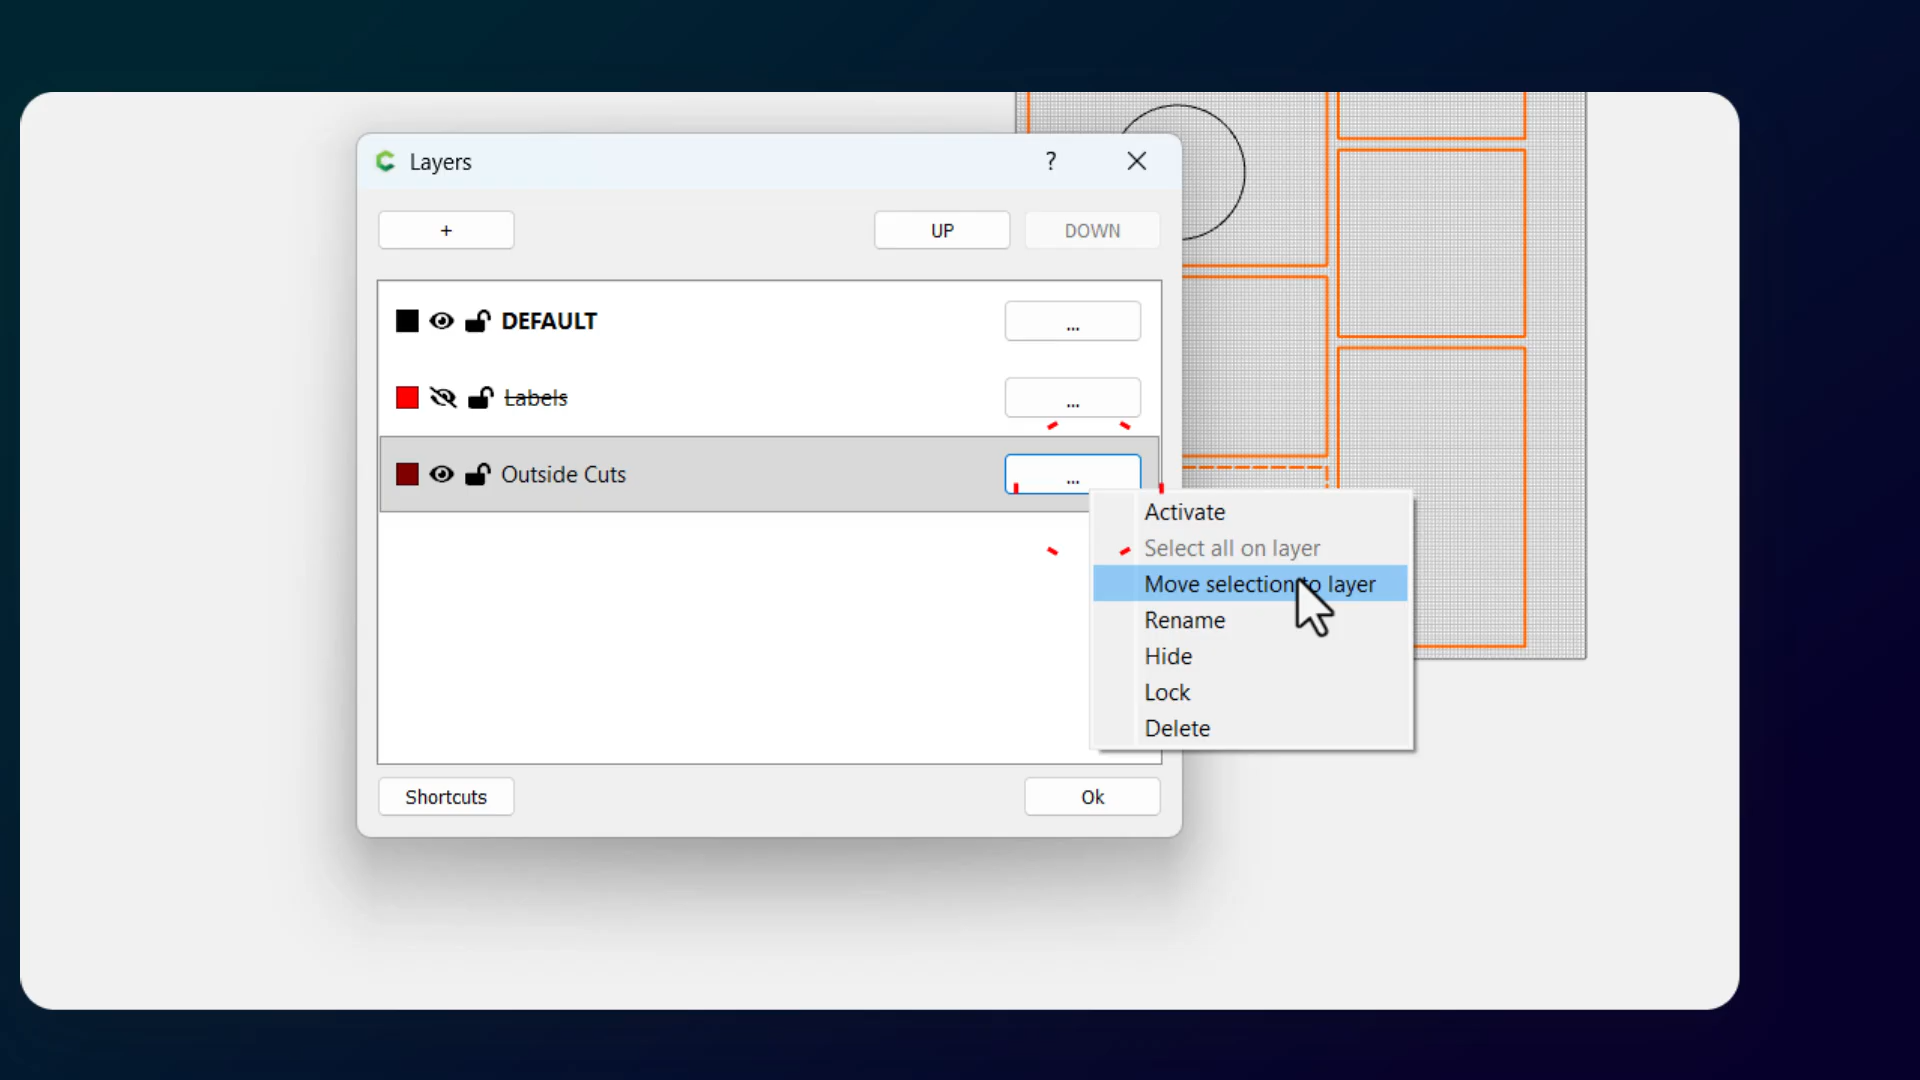 Layers
?
+
UP
DOWN
DEFAULT
...
Labels
...
Outside Cuts
...
Activate
Select all on layer
Move selection to layer
Rename
Hide
Lock
Delete
Shortcuts
Ok